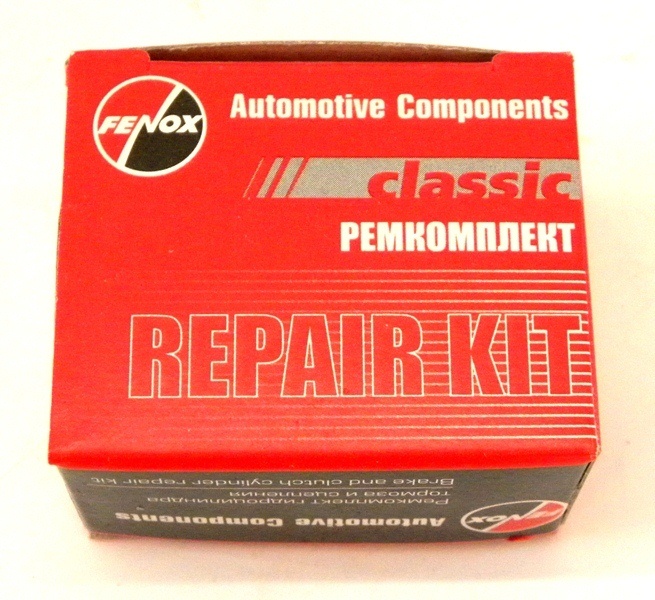 FENOX
Automotive Components
classic
РЕМКОМПЛЕКТ
REPAIR KIT
FENOX
Automotive Components
Ремкомплект гидроцилиндра
тормоза и сцепления
Brake and clutch cylinder repair kit